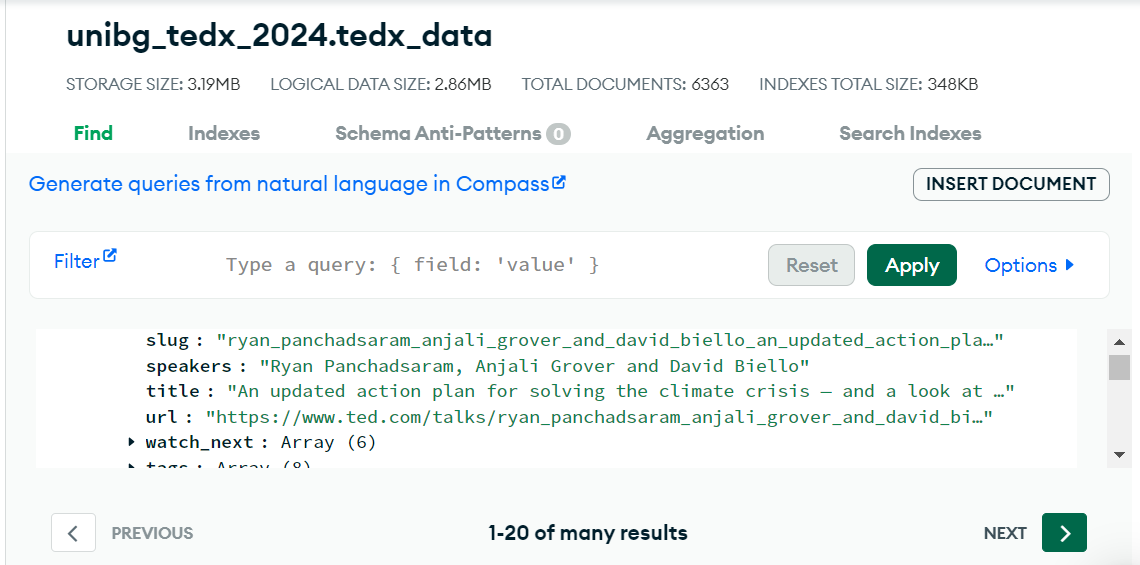 unibg_tedx_2024.tedx_data
STORAGE SIZE: 3.19MB LOGICAL DATA SIZE: 2.86MB TOTAL DOCUMENTS: 6363 INDEXES TOTAL SIZE: 348KB
Find Indexes Schema Anti-Patterns 0 Aggregation Search Indexes
Generate queries from natural language in Compass
INSERT DOCUMENT
Filter Type a query: { field: 'value' } Reset Apply Options
slug : "ryan_panchadsaram_anjali_grover_and_david_biello_an_updated_action_pla…"
speakers : "Ryan Panchadsaram, Anjali Grover and David Biello"
title : "An updated action plan for solving the climate crisis — and a look at …"
url : "https://www.ted.com/talks/ryan_panchadsaram_anjali_grover_and_david_bi…"
watch_next : Array (6)
tags : Array (8)
PREVIOUS 1-20 of many results NEXT